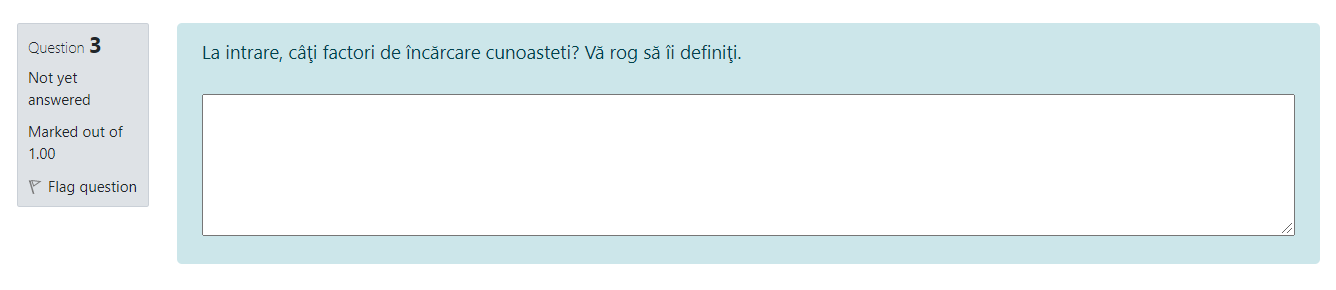 Question 3
Not yet
answered
Marked out of
1.00
Flag question
La intrare, câţi factori de încărcare cunoasteti? Vă rog să îi definiţi.